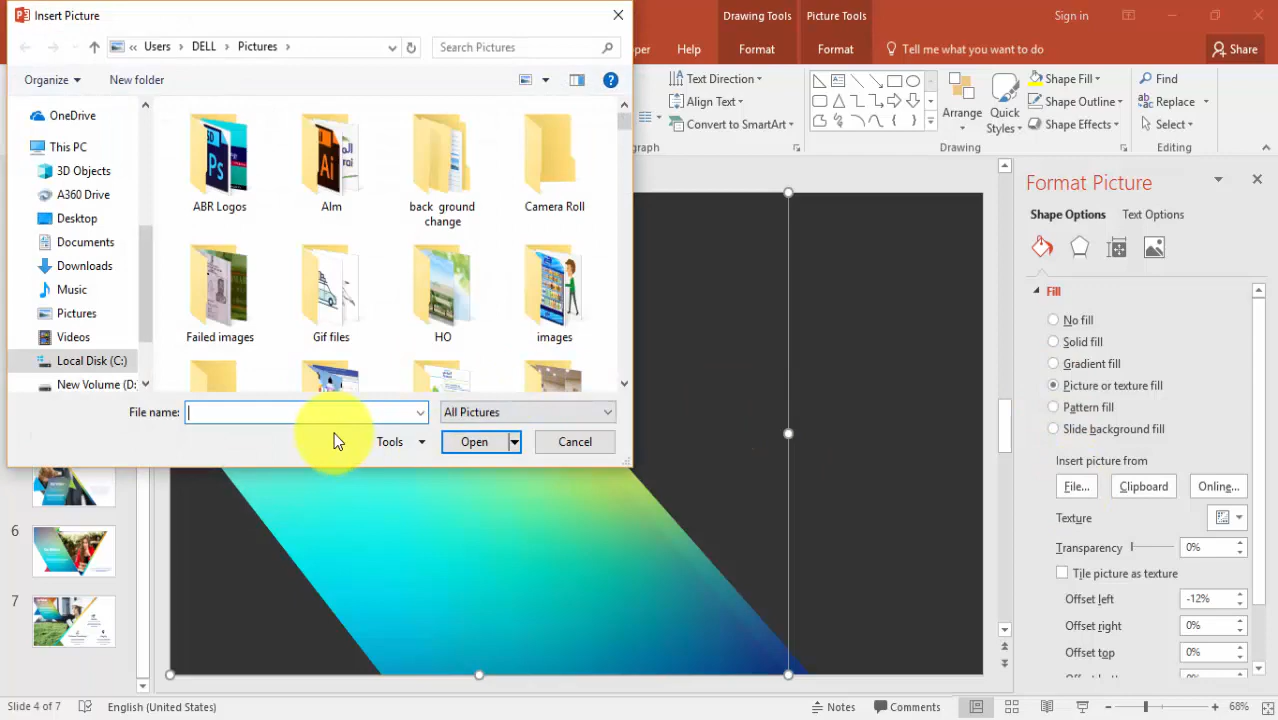 Insert Picture
Users
DELL
Pictures
Search Pictures
Organize
New folder
OneDrive
This PC
3D Objects
A360 Drive
Desktop
Documents
Downloads
Music
Pictures
Videos
Local Disk (C:)
New Volume (D:
ABR Logos
Alm
back ground
change
Camera Roll
Failed images
Gif files
HO
images
File name:
All Pictures
Tools
Open
Cancel
Drawing Tools
Picture Tools
Sign in
Help
Format
Format
Tell me what you want to do
Share
Text Direction
Align Text
Convert to SmartArt
Arrange
Quick
Styles
Shape Fill
Shape Outline
Shape Effects
Drawing
Find
Replace
Select
Editing
Format Picture
Shape Options
Text Options
Fill
No fill
Solid fill
Gradient fill
Picture or texture fill
Pattern fill
Slide background fill
Insert picture from
File...
Clipboard
Online...
Texture
Transparency
0%
Tile picture as texture
Offset left
-12%
Offset right
0%
Offset top
0%
6
7
Slide 4 of 7
English (United States)
Notes
Comments
68%